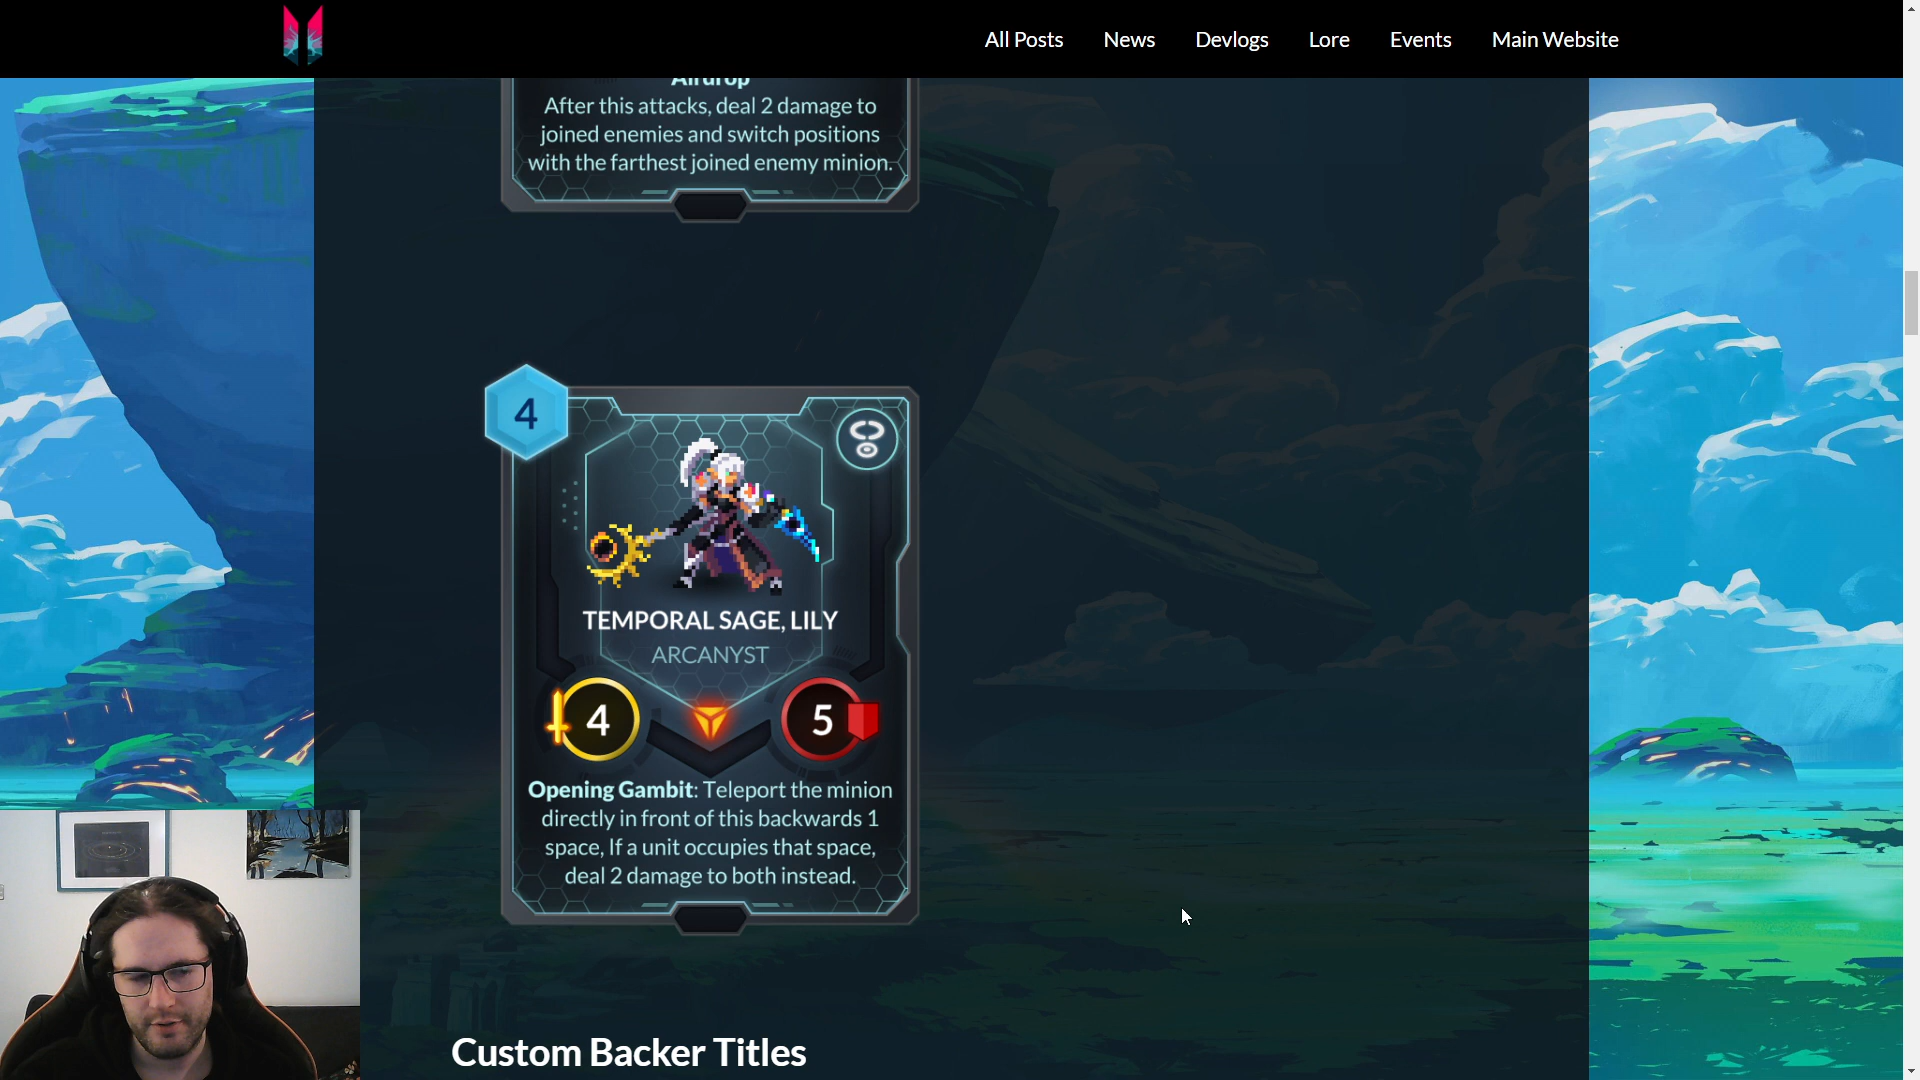 All Posts
News
Devlogs
Lore
Events
Main Website
Airdrop
After this attacks, deal 2 damage to
joined enemies and switch positions
with the farthest joined enemy minion.
4
TEMPORAL SAGE, LILY
ARCANYST
4
5
Opening Gambit: Teleport the minion
directly in front of this backwards 1
space, If a unit occupies that space,
deal 2 damage to both instead.
Custom Backer Titles